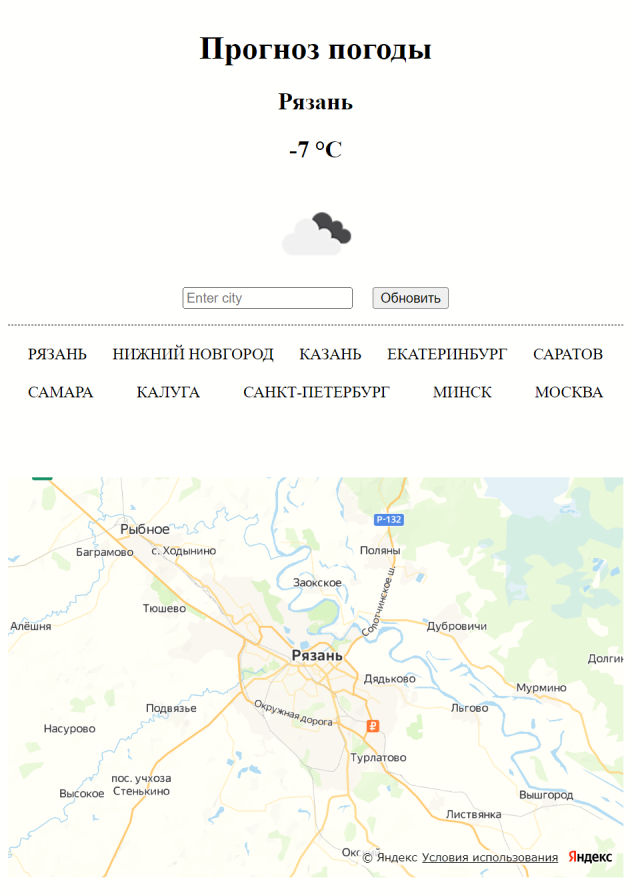 Прогноз погоды
Рязань
-7 °C
Enter city
Обновить
РЯЗАНЬ НИЖНИЙ НОВГОРОД КАЗАНЬ ЕКАТЕРИНБУРГ САРАТОВ
САМАРА КАЛУГА САНКТ-ПЕТЕРБУРГ МИНСК МОСКВА
Р-132
Рыбное
Баграмово
с. Ходынино
Поляны
Заокское
Солотчинское ш.
Тюшево
Алёшня
Дубровичи
Рязань
Долгин
Дядьково
Мурмино
Подвязье
Окружная дорога
Льгово
Насурово
Турлатово
пос. учхоза
Стенькино
Высокое
Вышгород
Листвянка
© Яндекс Условия использования Яндекс